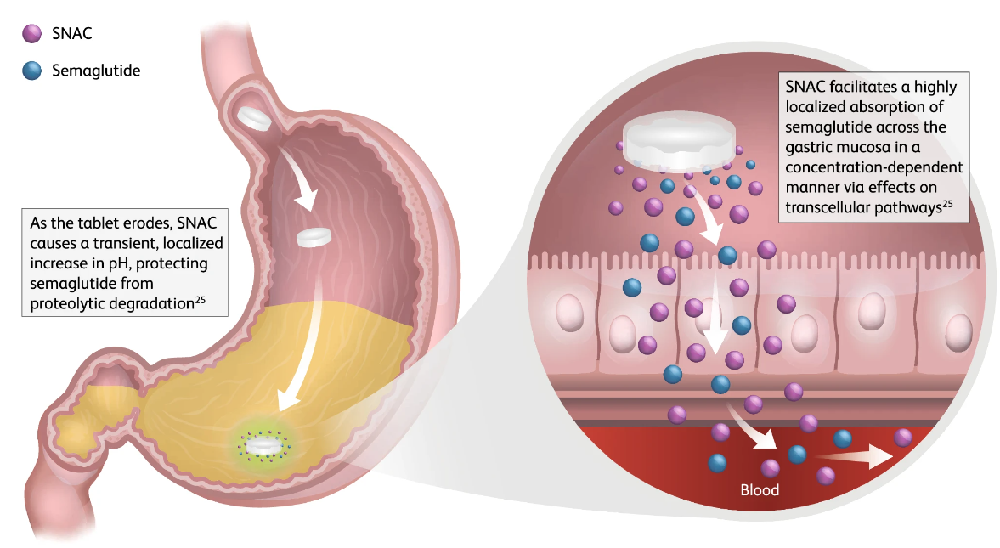 SNAC
Semaglutide
As the tablet erodes, SNAC
causes a transient, localized
increase in pH, protecting
semaglutide from
proteolytic degradation²⁵
SNAC facilitates a highly
localized absorption of
semaglutide across the
gastric mucosa in a
concentration-dependent
manner via effects on
transcellular pathways²⁵
Blood